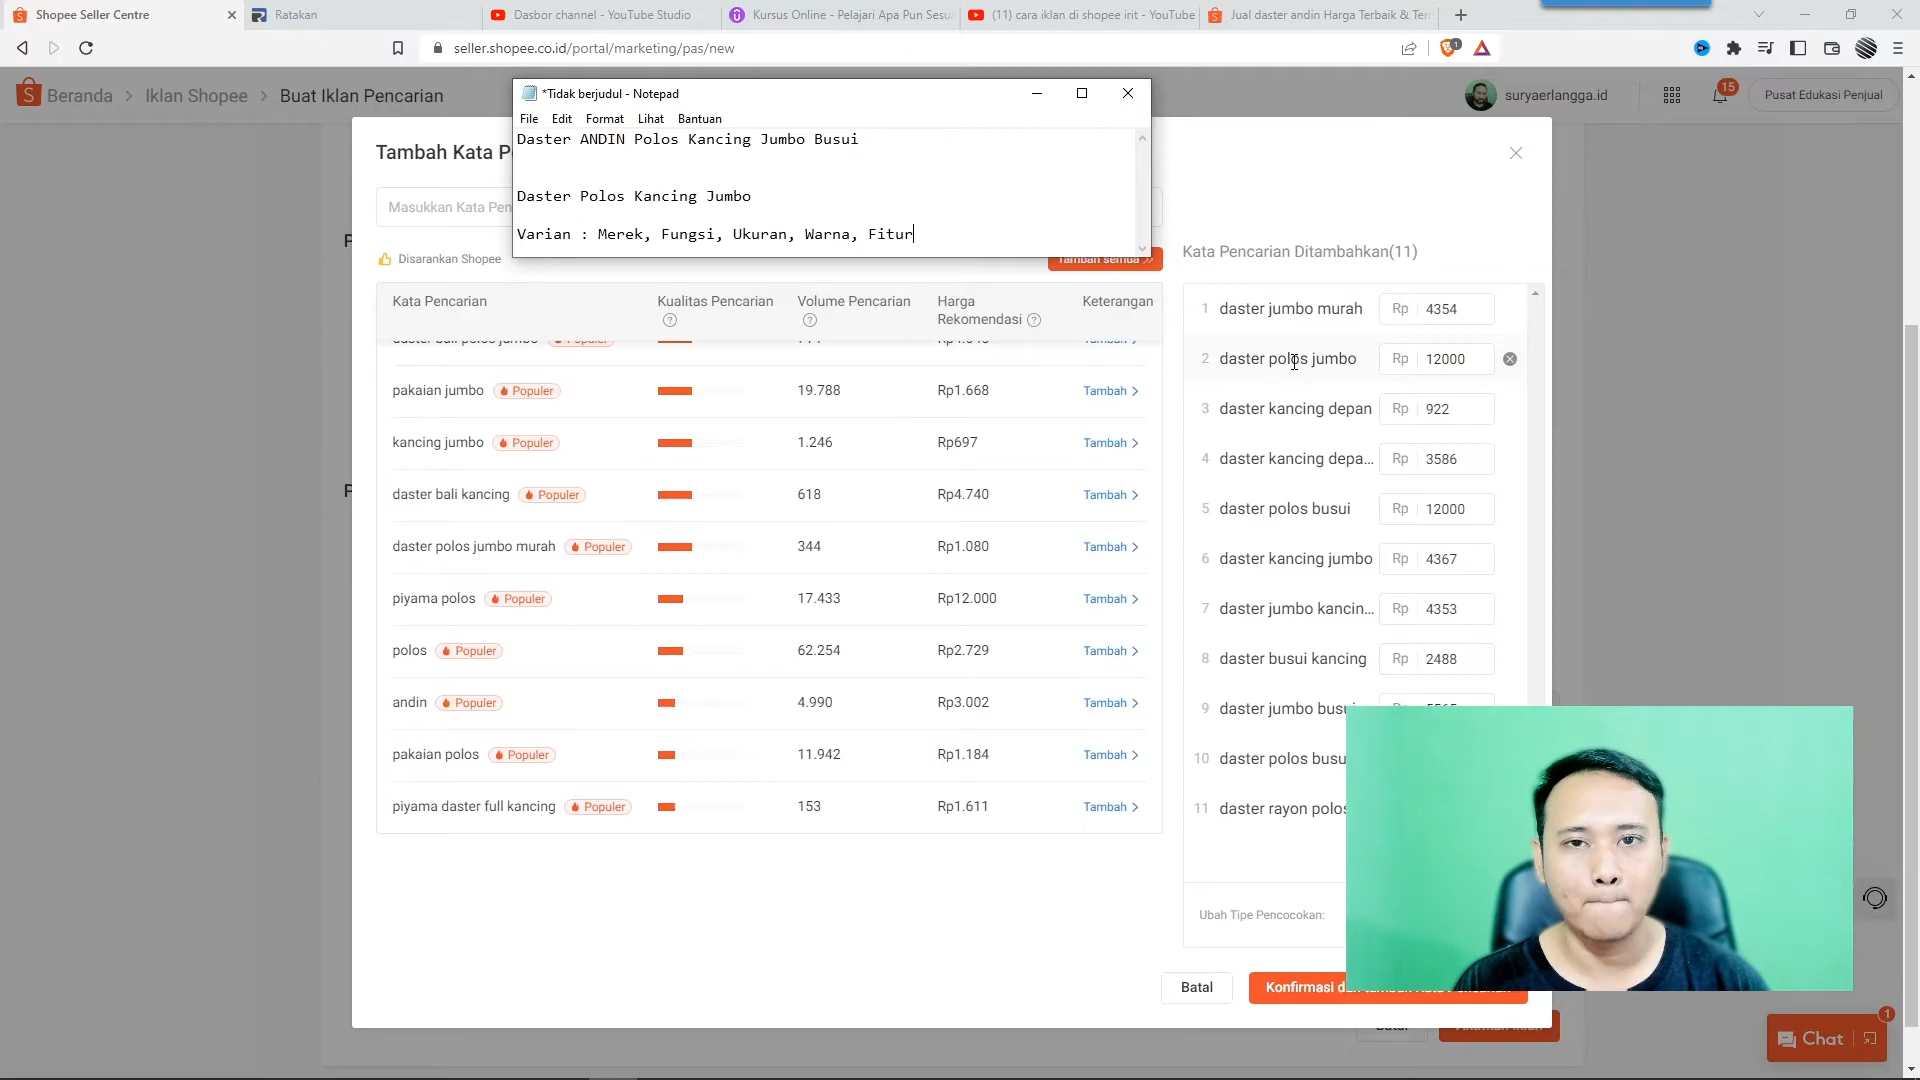 Shopee Seller Centre
Ratakan
Dasbor channel - YouTube Studio
Kursus Online - Pelajari Apa Pun Sesu
(11) cara iklan di shopee irit - YouTube
Jual daster andin Harga Terbaik & Ter
seller.shopee.co.id/portal/marketing/pas/new
Beranda > Iklan Shopee > Buat Iklan Pencarian
suryaerlangga.id
15
Pusat Edukasi Penjual
*Tidak berjudul - Notepad
File Edit Format Lihat Bantuan
Daster ANDIN Polos Kancing Jumbo Busui
Daster Polos Kancing Jumbo
Varian : Merek, Fungsi, Ukuran, Warna, Fitur
Tambah Kata P
Masukkan Kata Pen
Disarankan Shopee
Tambah semua
Kata Pencarian Kualitas Pencarian Volume Pencarian Harga Rekomendasi Keterangan
daster bali polos jumbo Populer
pakaian jumbo Populer 19.788 Rp1.668 Tambah >
kancing jumbo Populer 1.246 Rp697 Tambah >
daster bali kancing Populer 618 Rp4.740 Tambah >
daster polos jumbo murah Populer 344 Rp1.080 Tambah >
piyama polos Populer 17.433 Rp12.000 Tambah >
polos Populer 62.254 Rp2.729 Tambah >
andin Populer 4.990 Rp3.002 Tambah >
pakaian polos Populer 11.942 Rp1.184 Tambah >
piyama daster full kancing Populer 153 Rp1.611 Tambah >
Kata Pencarian Ditambahkan(11)
1 daster jumbo murah Rp 4354
2 daster polos jumbo Rp 12000
3 daster kancing depan Rp 922
4 daster kancing depa... Rp 3586
5 daster polos busui Rp 12000
6 daster kancing jumbo Rp 4367
7 daster jumbo kancin... Rp 4353
8 daster busui kancing Rp 2488
9 daster jumbo busu
10 daster polos busu
11 daster rayon polos
Ubah Tipe Pencocokan:
Batal
Konfirmasi d
Chat
1